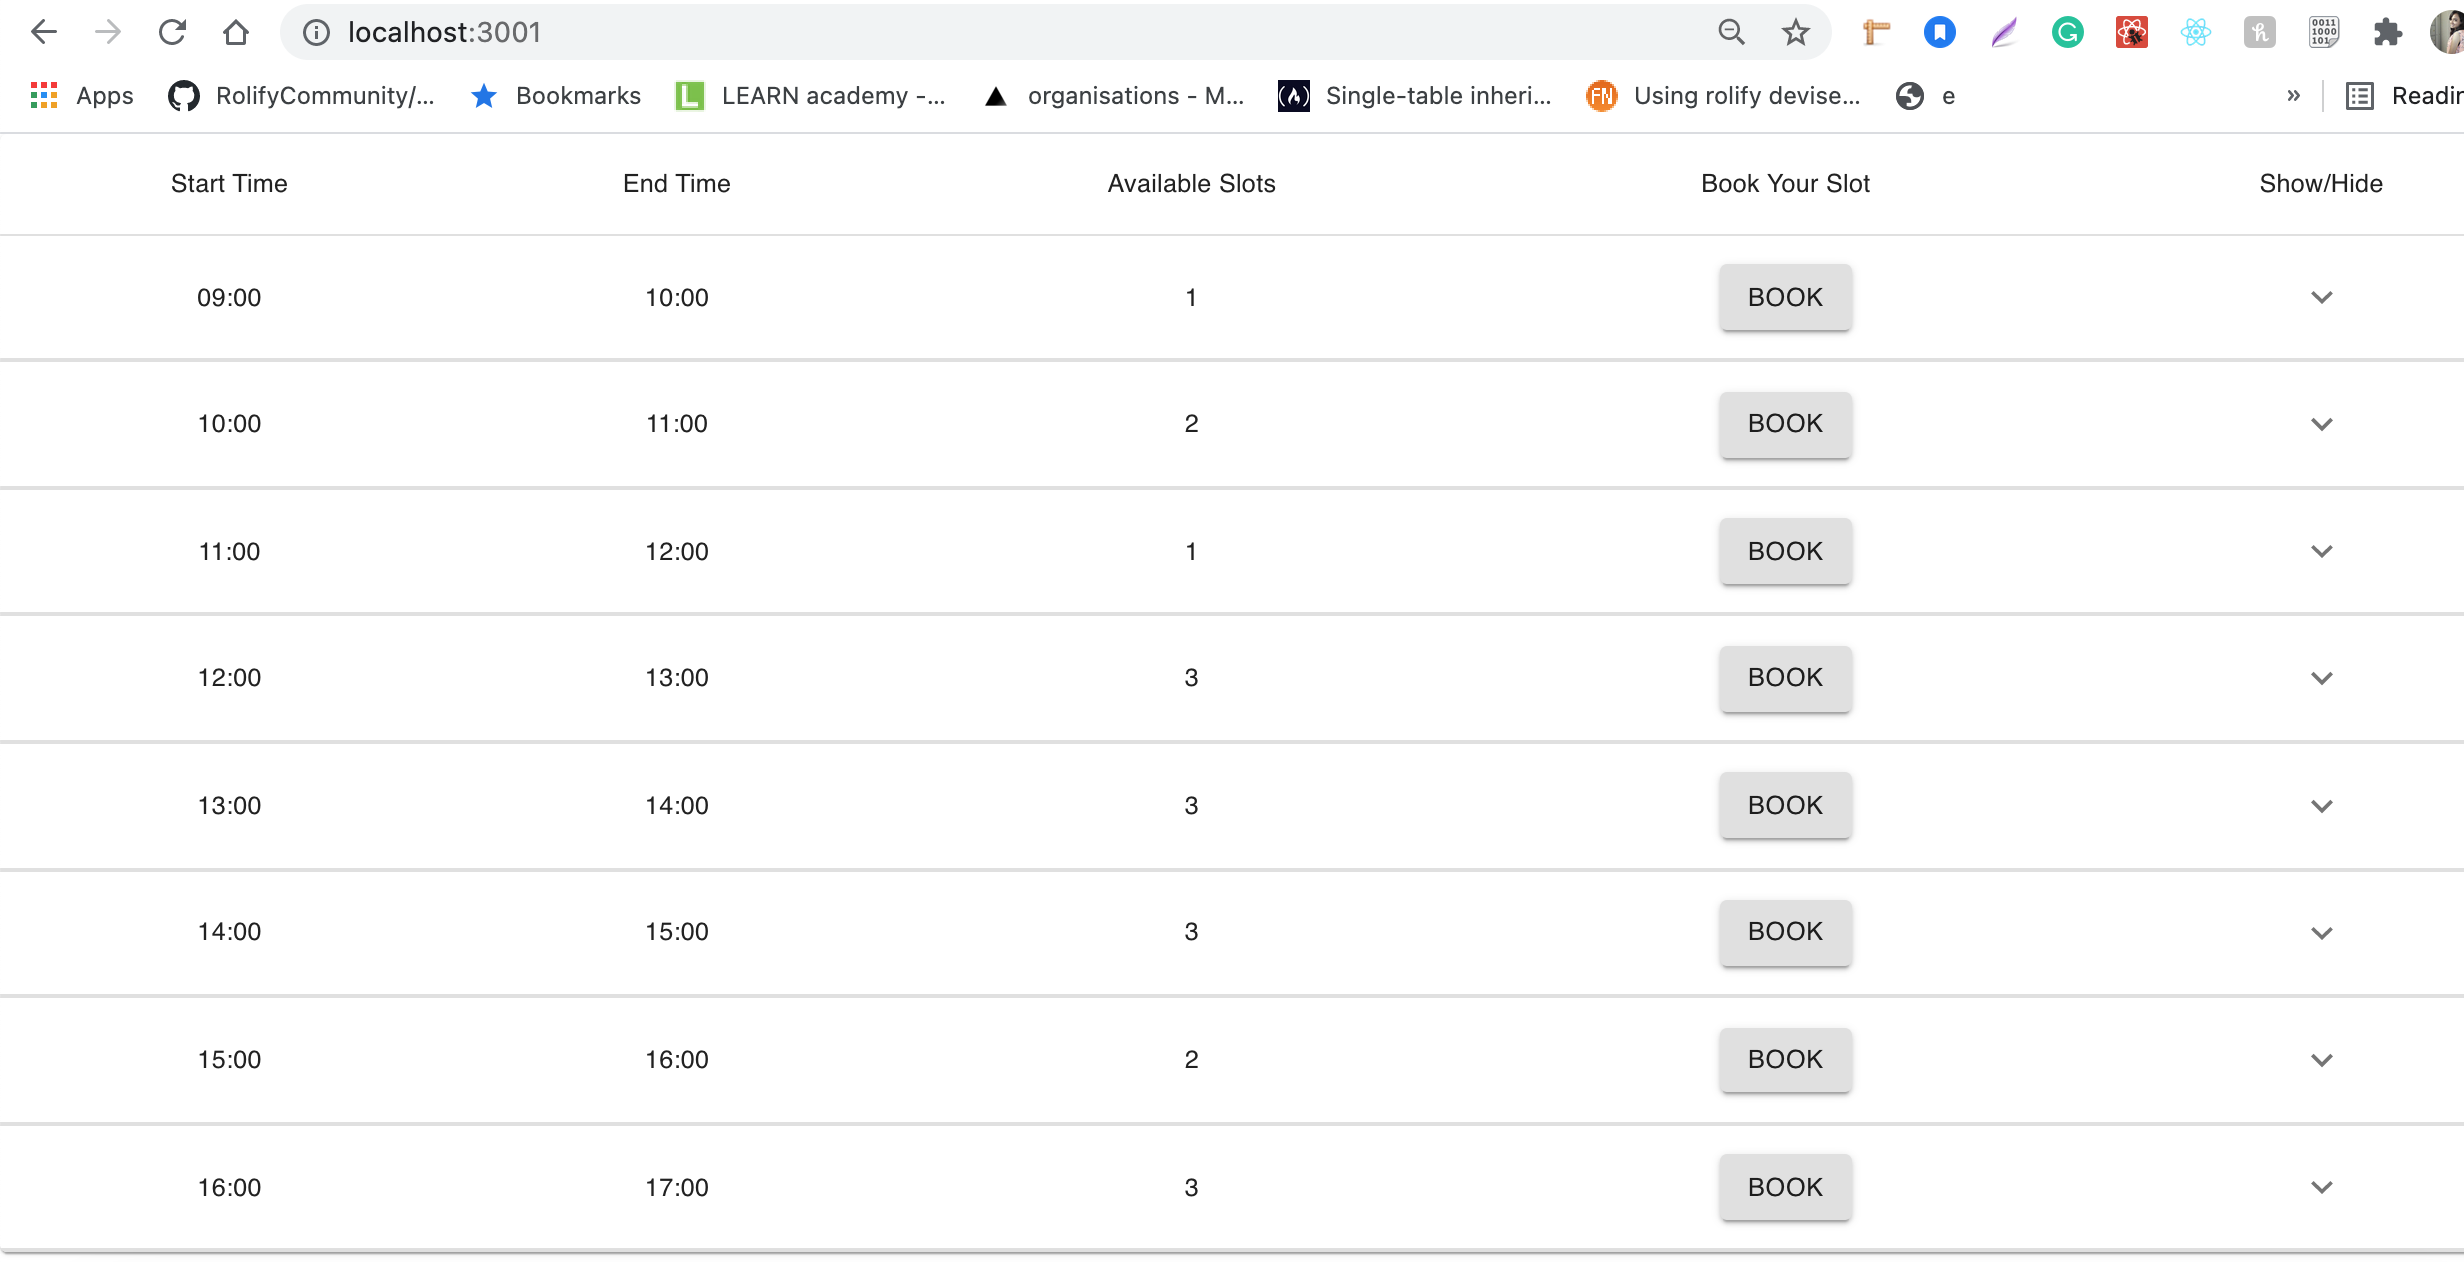 localhost:3001
Apps RolifyCommunity/... Bookmarks LEARN academy -... organisations - M... Single-table inheri... Using rolify devise... e » Readin
Start Time End Time Available Slots Book Your Slot Show/Hide
09:00 10:00 1 BOOK
10:00 11:00 2 BOOK
11:00 12:00 1 BOOK
12:00 13:00 3 BOOK
13:00 14:00 3 BOOK
14:00 15:00 3 BOOK
15:00 16:00 2 BOOK
16:00 17:00 3 BOOK